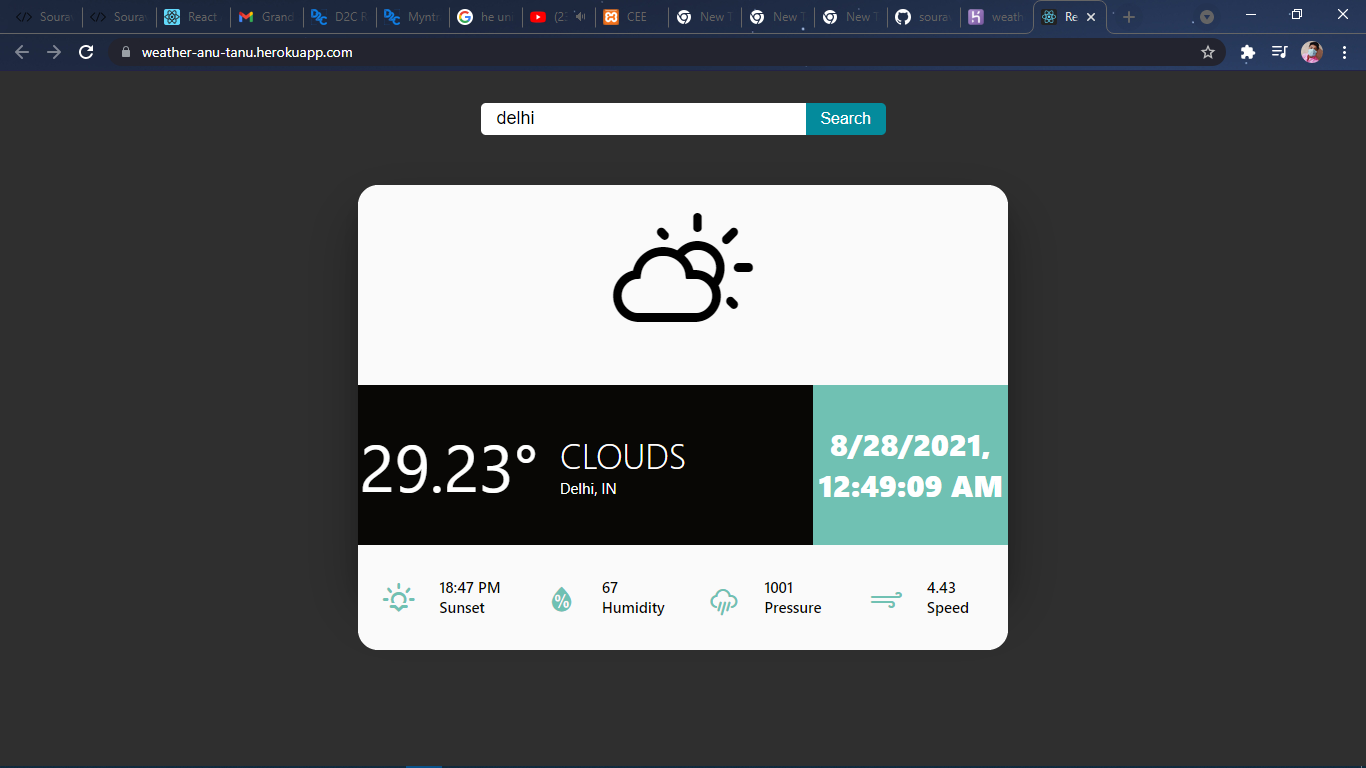 Soura Soura React Grand D2C R Myntr he uni (23 CEE New T New T New T soura weath Re
weather-anu-tanu.herokuapp.com
delhi Search
29.23° CLOUDS
Delhi, IN
8/28/2021,
12:49:09 AM
18:47 PM
Sunset
%
67
Humidity
1001
Pressure
4.43
Speed